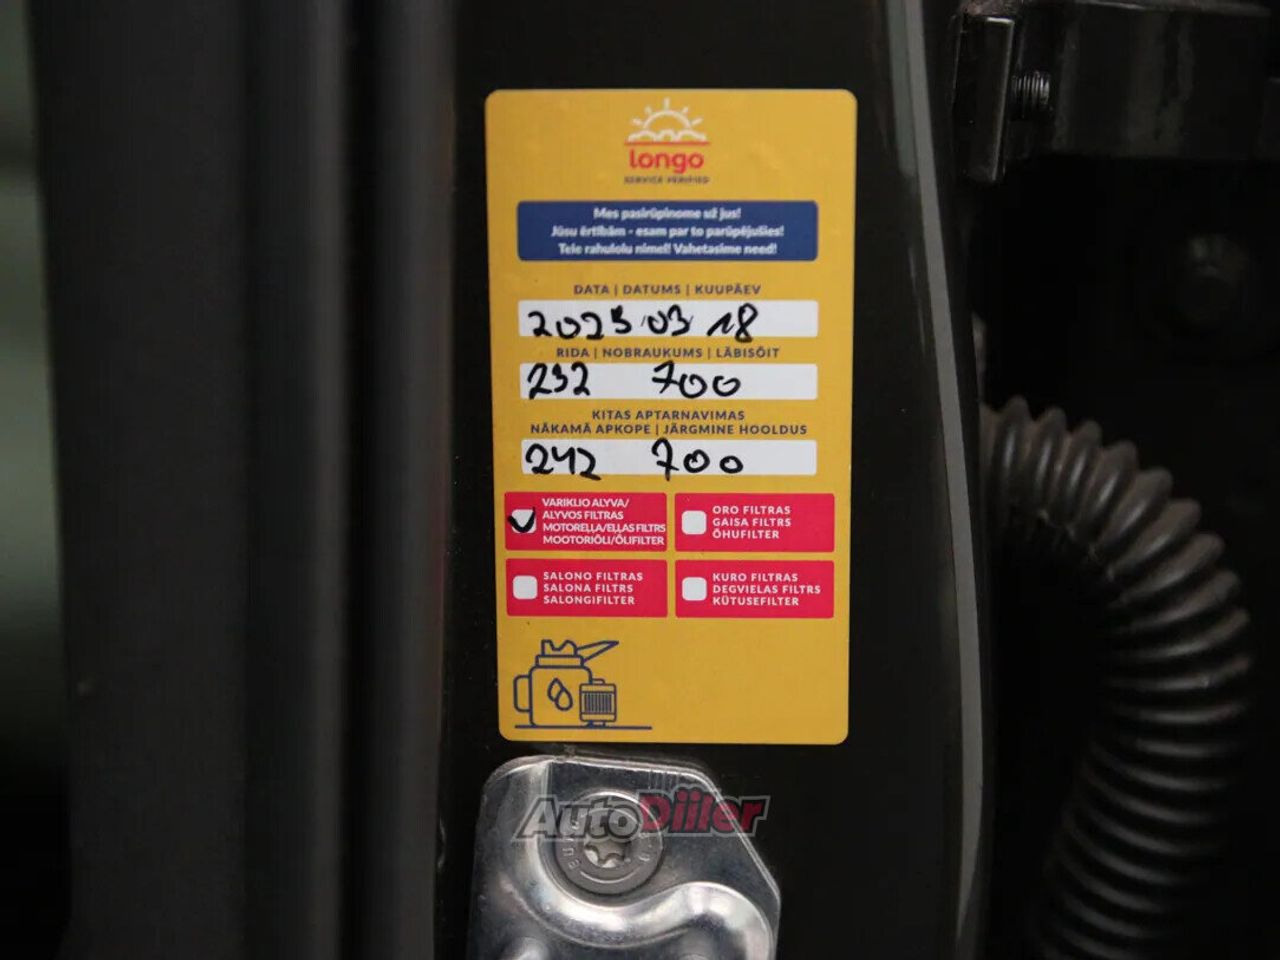 longo
SERVICE VERIFIED
Mes pasirūpinome už jus!
Jūsu ērtībām - esam par to parūpējušies!
Teie rahulolu nimel! Vahetasime need!
DATA | DATUMS | KUUPÄEV
2025 03 18
RIDA | NOBRAUKUMS | LÄBISÕIT
232 700
KITAS APTARNAVIMAS
NĀKAMĀ APKOPE | JÄRGMINE HOOLDUS
242 700
VARIKLIO ALYVA/
ALYVOS FILTRAS
MOTOREĻĻA/EĻĻAS FILTRS
MOOTORIÕLI/ÕLIFILTER
ORO FILTRAS
GAISA FILTRS
ÕHUFILTER
SALONO FILTRAS
SALONA FILTRS
SALONGIFILTER
KURO FILTRAS
DEGVIELAS FILTRS
KÜTUSEFILTER
AutoDiiler